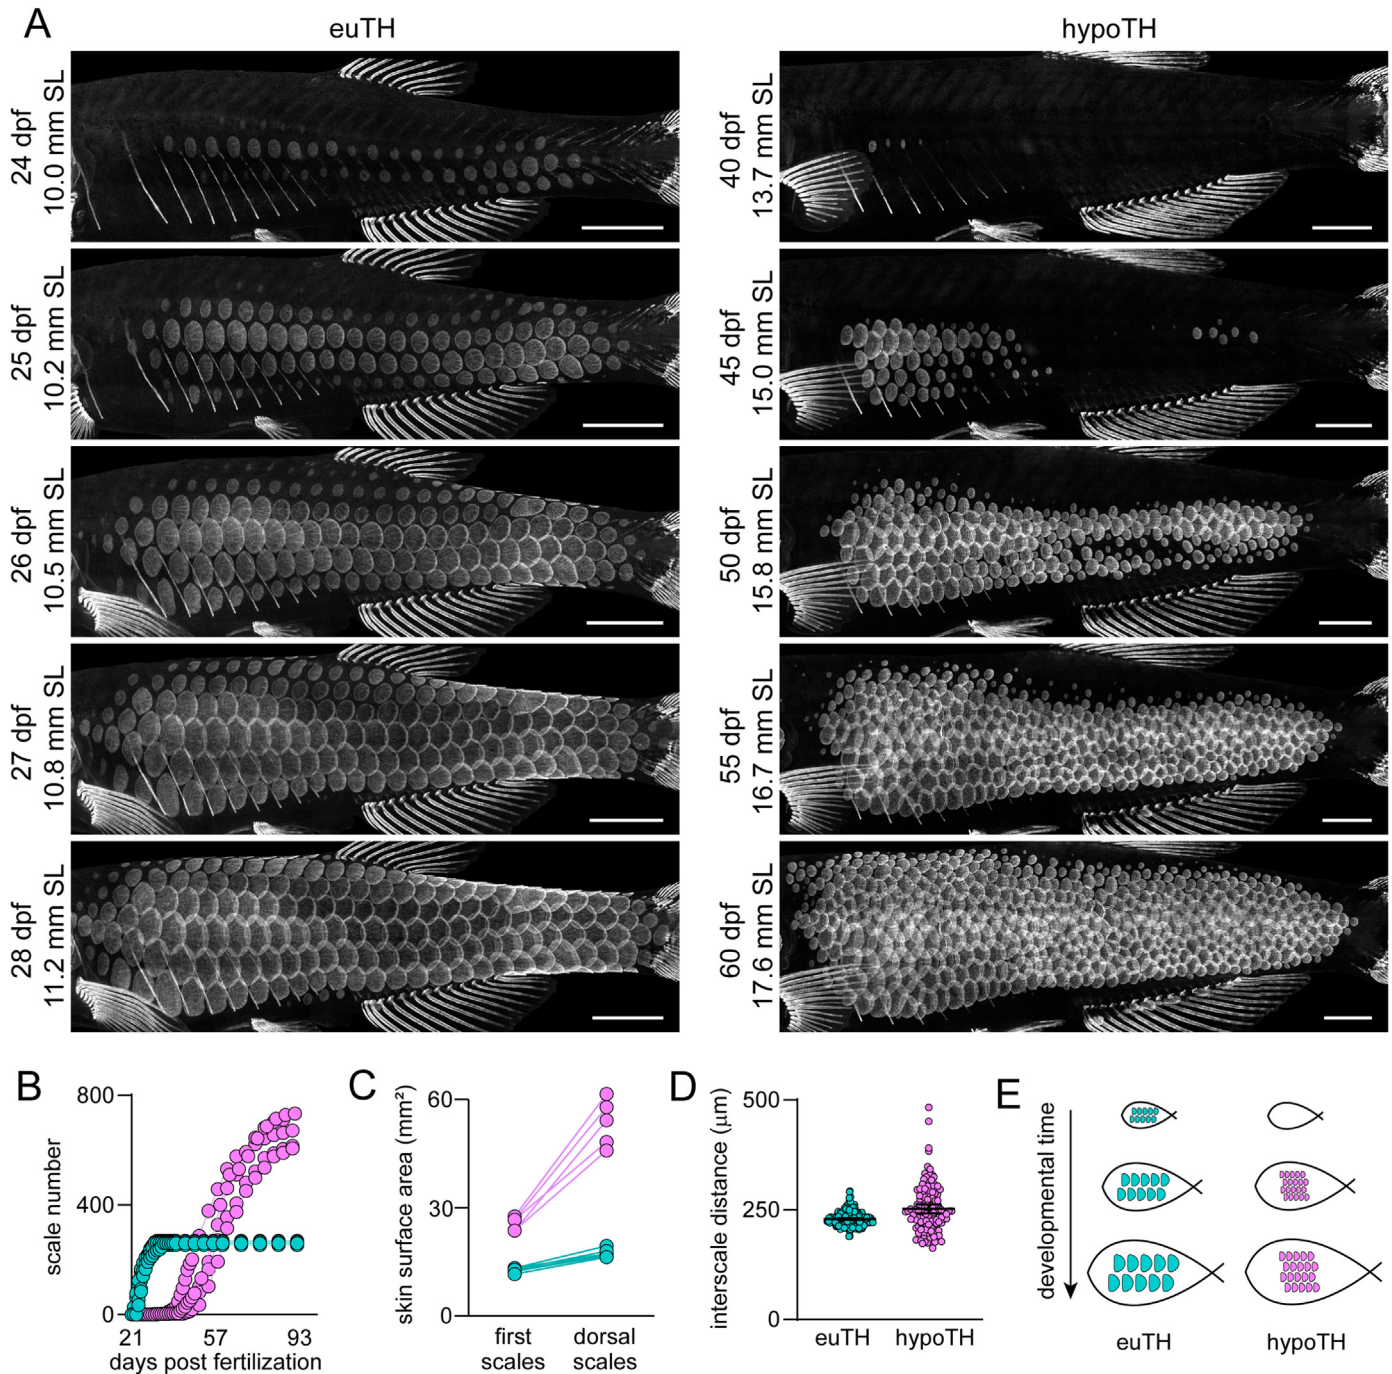 A
euTH
hypoTH
24 dpf
10.0 mm SL
40 dpf
13.7 mm SL
25 dpf
10.2 mm SL
45 dpf
15.0 mm SL
26 dpf
10.5 mm SL
50 dpf
15.8 mm SL
27 dpf
10.8 mm SL
55 dpf
16.7 mm SL
28 dpf
11.2 mm SL
60 dpf
17.6 mm SL
B
scale number
800
400
0
21
57
93
days post fertilization
C
skin surface area (mm²)
60
30
0
first
scales
dorsal
scales
D
interscale distance (μm)
500
250
0
euTH
hypoTH
E
developmental time
euTH
hypoTH